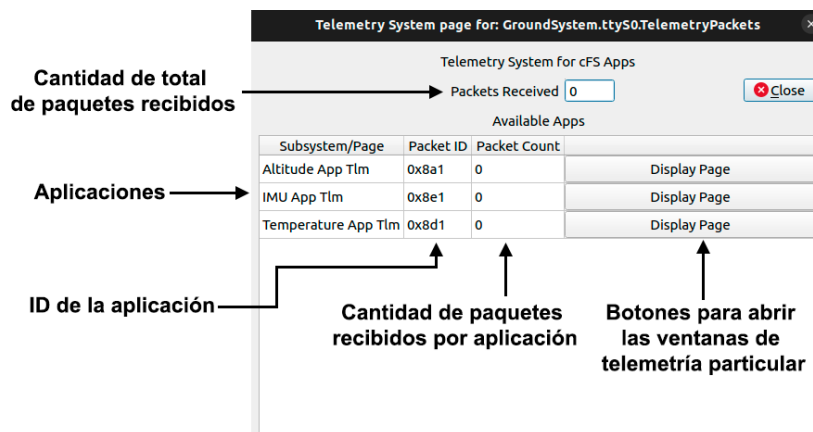 Telemetry System page for: GroundSystem.ttyS0.TelemetryPackets
Telemetry System for cFS Apps
Cantidad de total
de paquetes recibidos
Packets Received 0
Close
Available Apps
Subsystem/Page Packet ID Packet Count
Altitude App Tlm 0x8a1 0 Display Page
Aplicaciones
IMU App Tlm 0x8e1 0 Display Page
Temperature App Tlm 0x8d1 0 Display Page
ID de la aplicación
Cantidad de paquetes
recibidos por aplicación
Botones para abrir
las ventanas de
telemetría particular